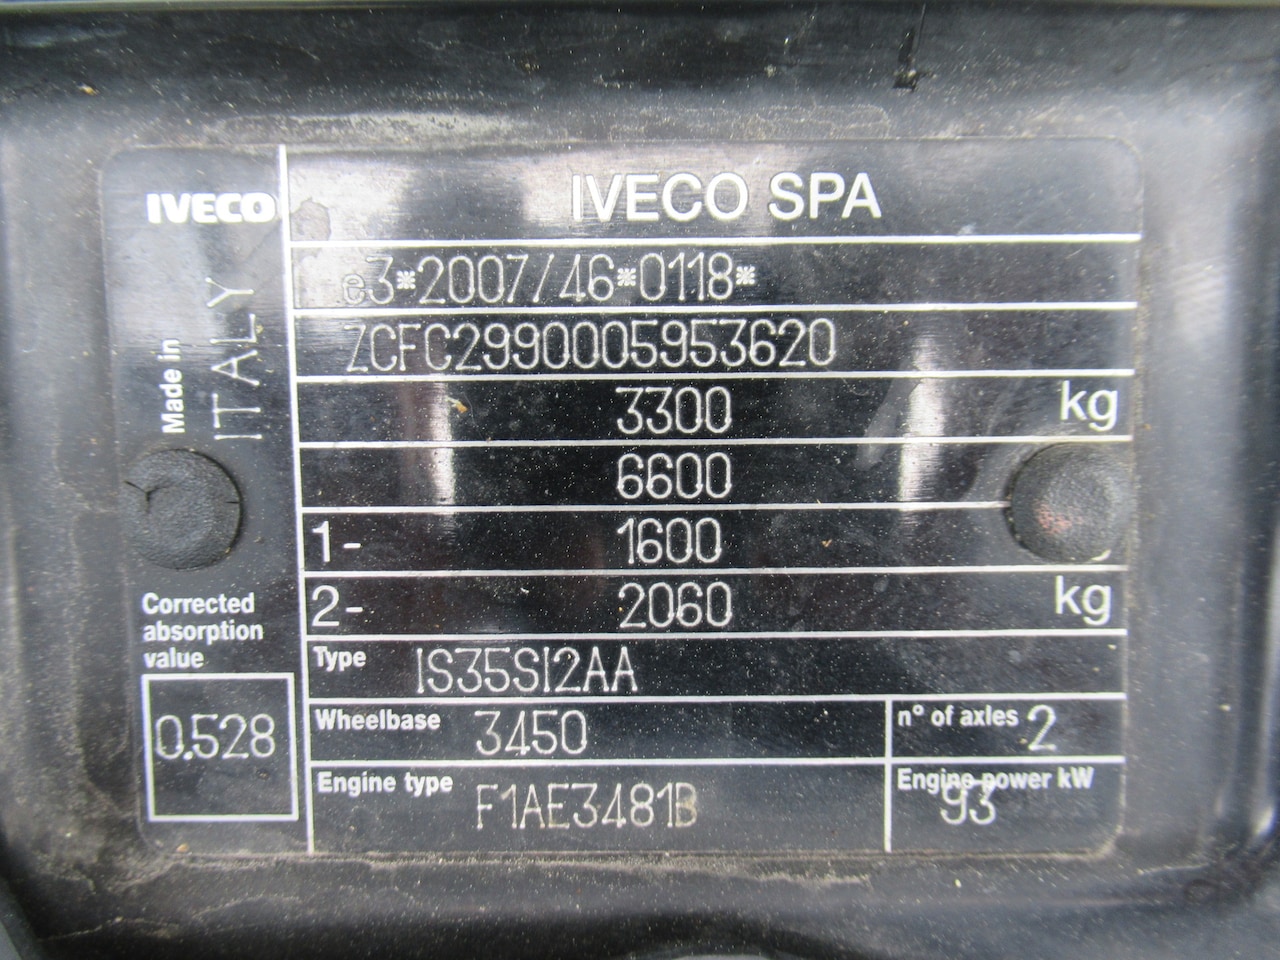 IVECO
IVECO SPA
e3*2007/46*0118*
ZCFC2990005953620
3300 kg
6600
1- 1600
2- 2060 kg
Made in
ITALY
Corrected
absorption
value
0.528
Type IS35SI2AA
Wheelbase 3450
n° of axles 2
Engine type F1AE3481B
Engine power kW
93